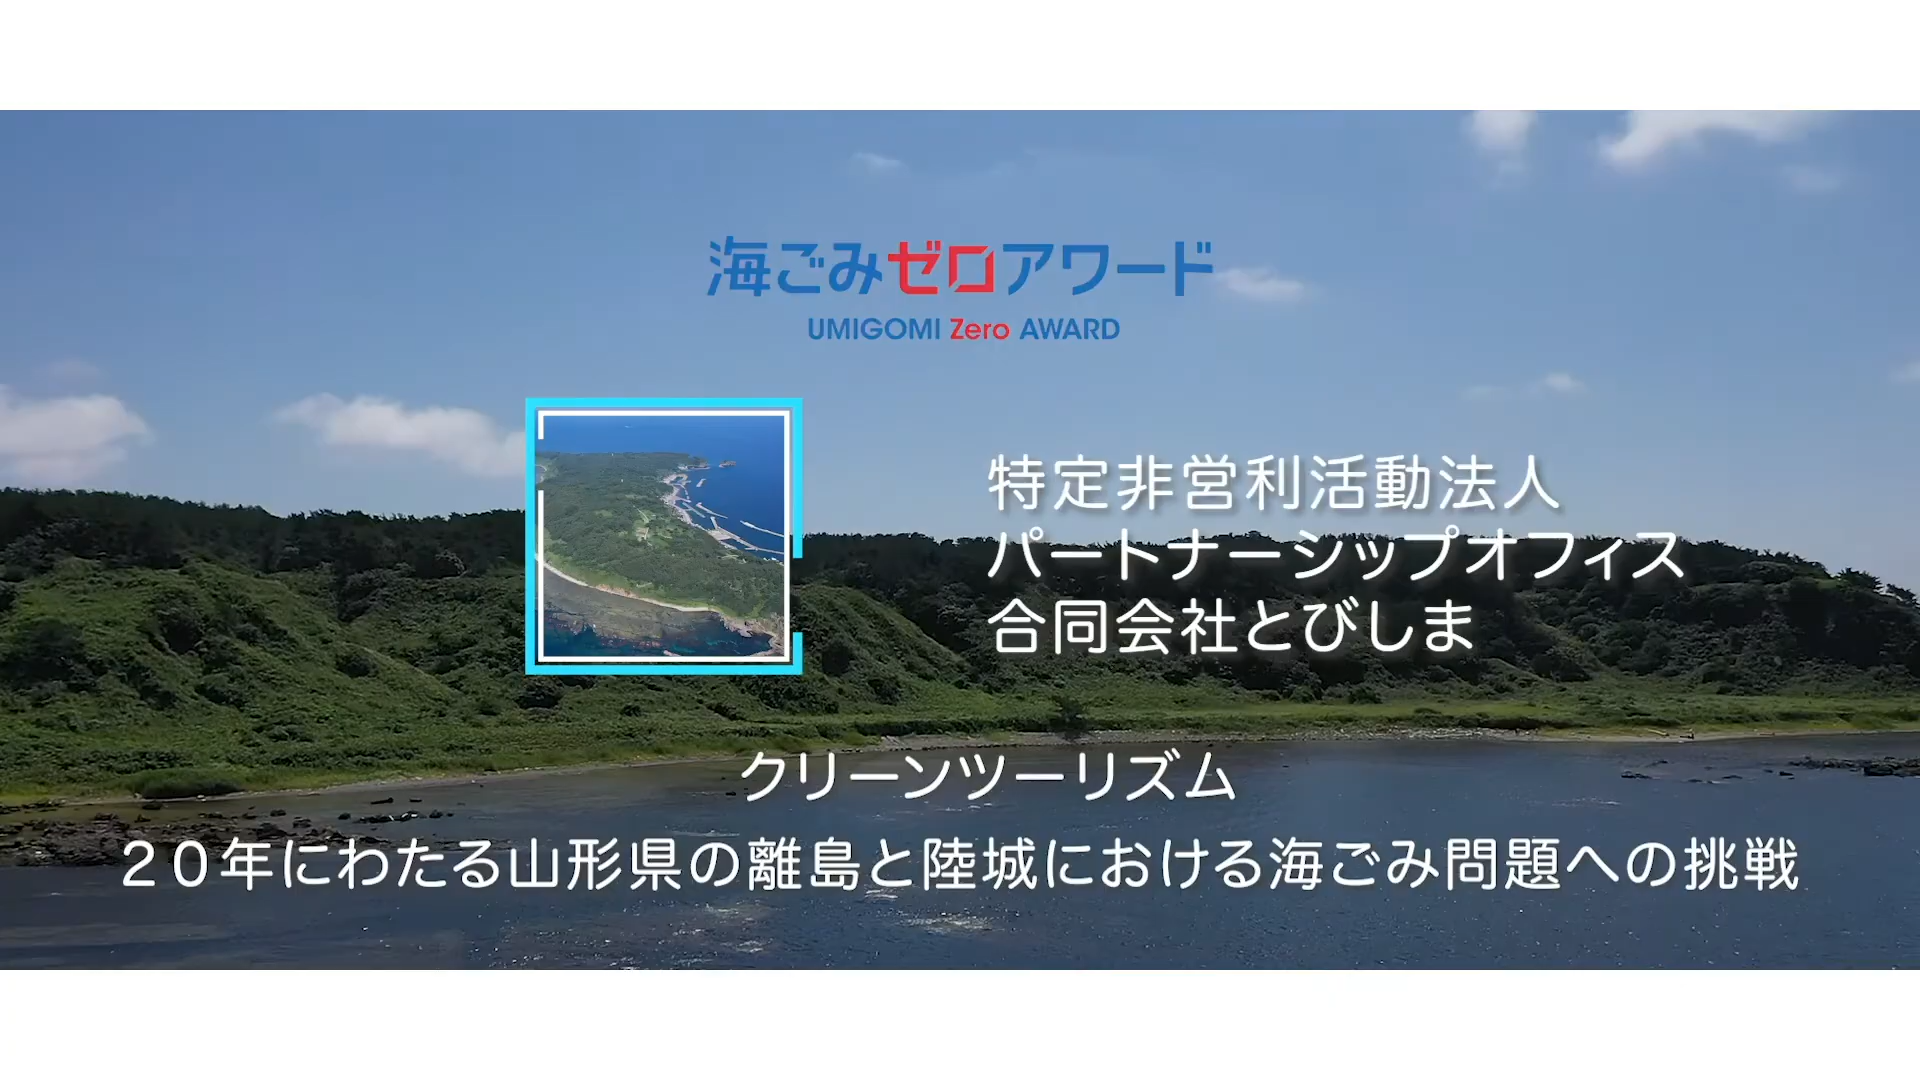 海ごみゼロアワード
UMIGOMI Zero AWARD
特定非営利活動法人
パートナーシップオフィス
合同会社とびしま
クリーンツーリズム
２０年にわたる山形県の離島と陸城における海ごみ問題への挑戦